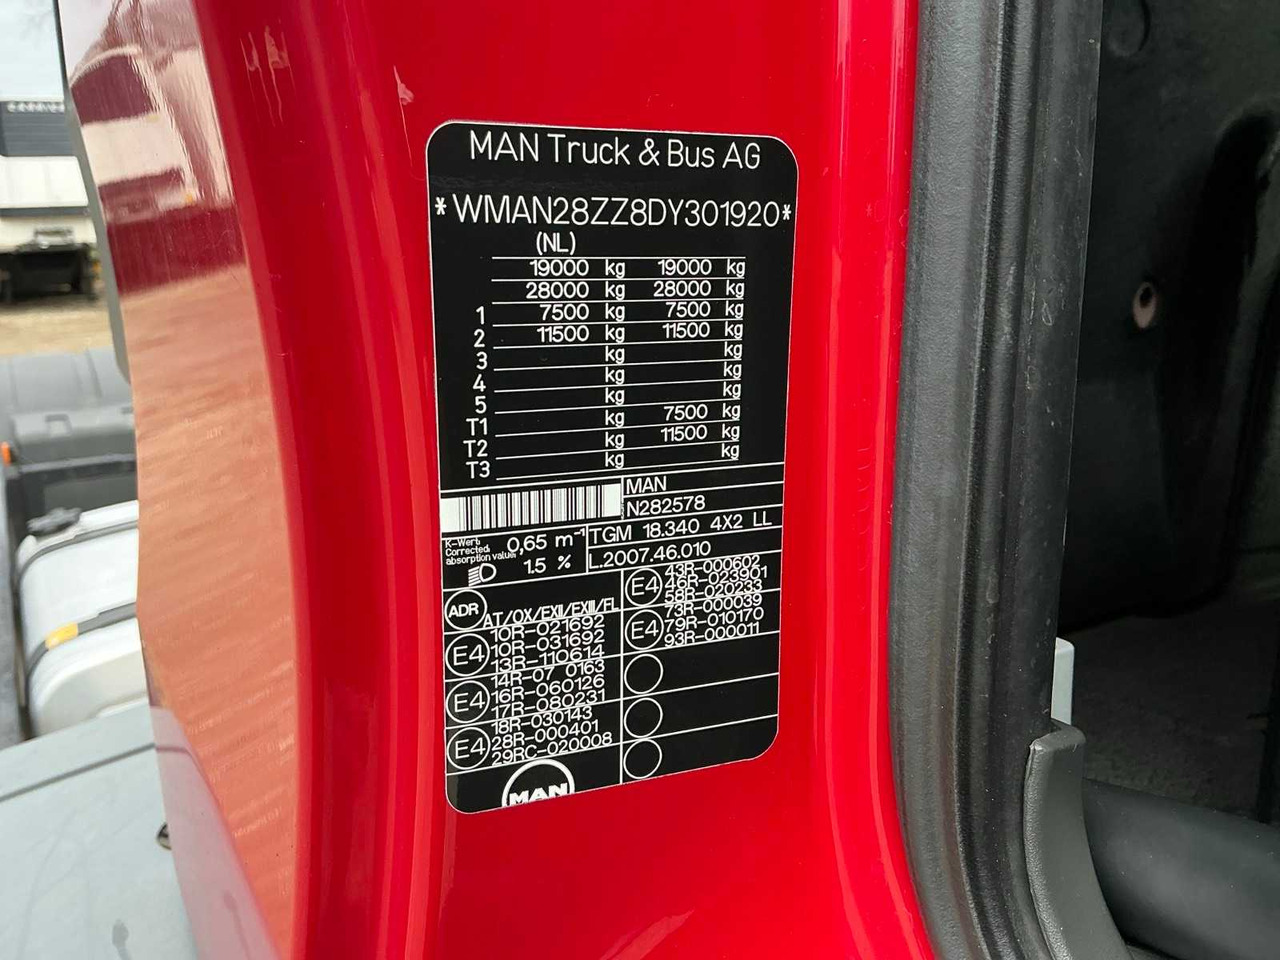 CARRIER
MAN Truck & Bus AG
*WMAN28ZZ8DY301920*
(NL)
19000 kg 19000 kg
28000 kg 28000 kg
1 7500 kg 7500 kg
2 11500 kg 11500 kg
3 kg kg
4 kg kg
5 kg kg
T1 kg 7500 kg
T2 kg 11500 kg
T3 kg kg
MAN
N282578
K-Wert:
Corrected
absorption value:
0,65 m⁻¹
1.5 %
TGM 18.340 4X2 LL
L.2007.46.010
ADR AT/OX/EXII/EXIII/FL
E4 10R-021692
10R-031692
13R-110614
E4 14R-07 0163
16R-060126
17R-080231
E4 18R-030143
28R-000401
29RC-020008
E4 43R-000602
46R-023901
58R-020233
E4 73R-000039
79R-010170
93R-000011
MAN